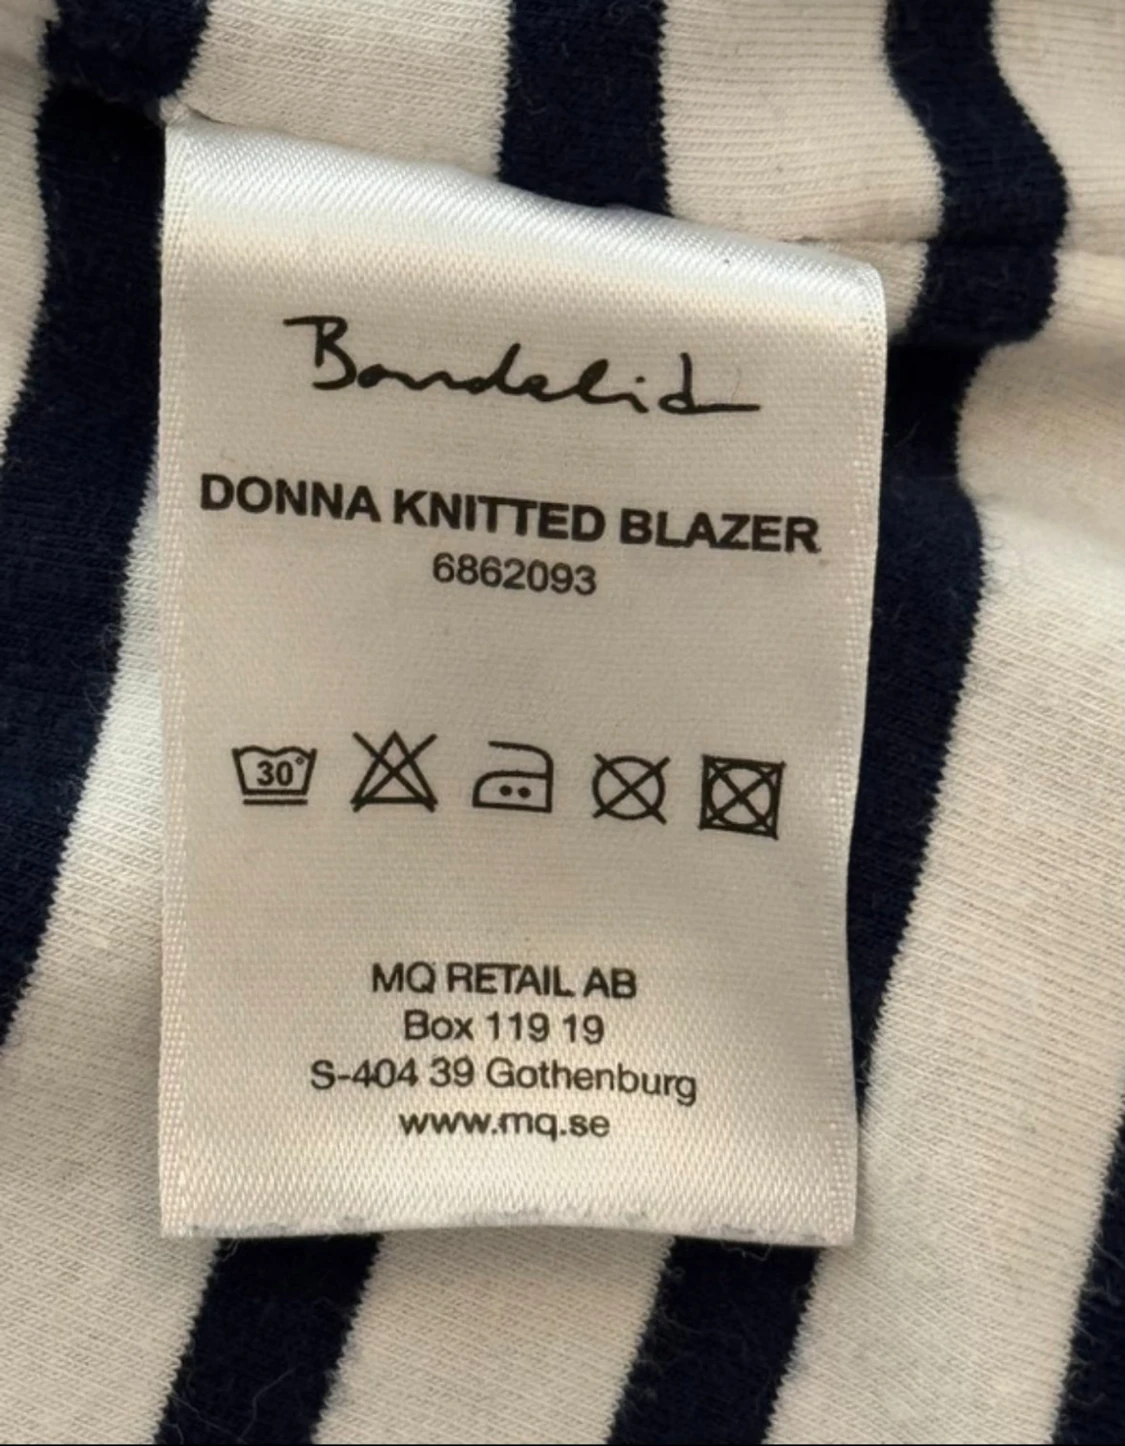 Bondelid
DONNA KNITTED BLAZER
6862093
30°
MQ RETAIL AB
Box 119 19
S-404 39 Gothenburg
www.mq.se